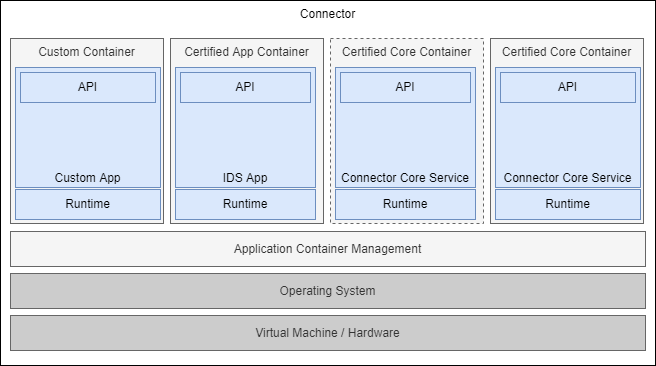 Connector
Custom Container
Certified App Container
Certified Core Container
Certified Core Container
API
API
API
API
Custom App
IDS App
Connector Core Service
Connector Core Service
Runtime
Runtime
Runtime
Runtime
Application Container Management
Operating System
Virtual Machine / Hardware